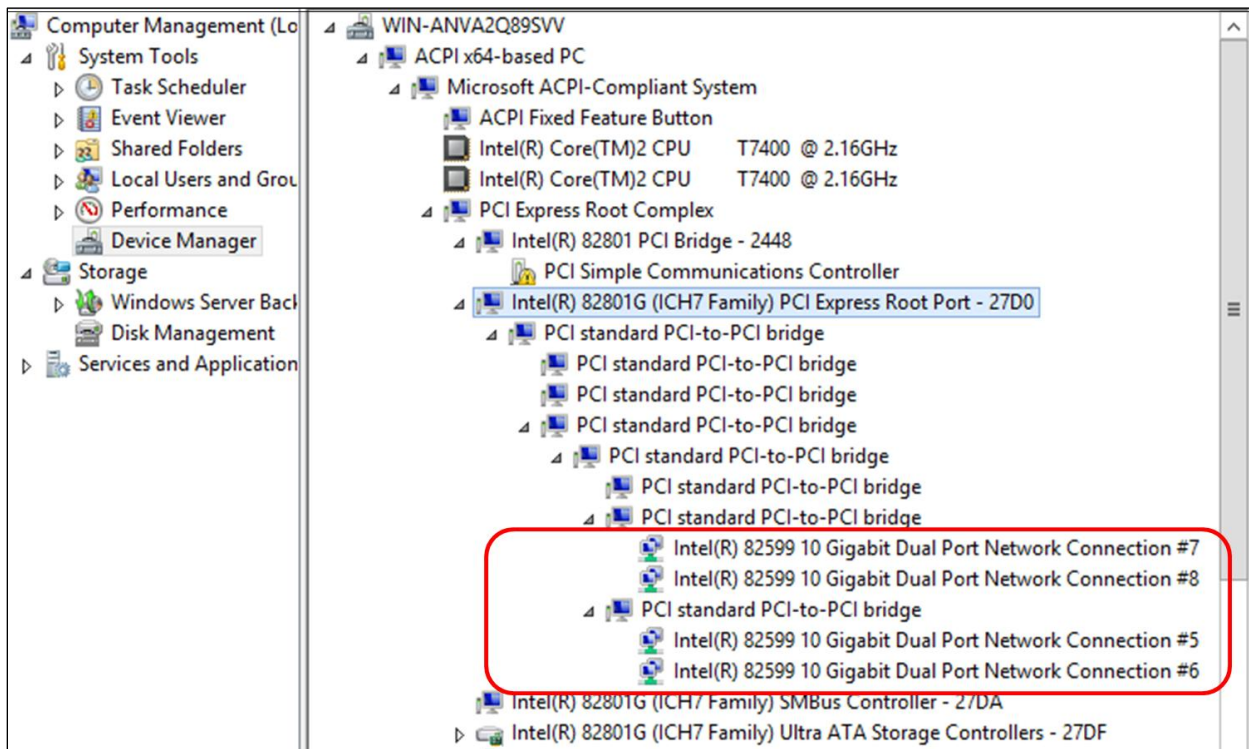 Computer Management (Lo
System Tools
Task Scheduler
Event Viewer
Shared Folders
Local Users and Grou
Performance
Device Manager
Storage
Windows Server Back
Disk Management
Services and Application
WIN-ANVA2Q89SVV
ACPI x64-based PC
Microsoft ACPI-Compliant System
ACPI Fixed Feature Button
Intel(R) Core(TM)2 CPU T7400 @ 2.16GHz
Intel(R) Core(TM)2 CPU T7400 @ 2.16GHz
PCI Express Root Complex
Intel(R) 82801 PCI Bridge - 2448
PCI Simple Communications Controller
Intel(R) 82801G (ICH7 Family) PCI Express Root Port - 27D0
PCI standard PCI-to-PCI bridge
PCI standard PCI-to-PCI bridge
PCI standard PCI-to-PCI bridge
PCI standard PCI-to-PCI bridge
PCI standard PCI-to-PCI bridge
PCI standard PCI-to-PCI bridge
PCI standard PCI-to-PCI bridge
Intel(R) 82599 10 Gigabit Dual Port Network Connection #7
Intel(R) 82599 10 Gigabit Dual Port Network Connection #8
PCI standard PCI-to-PCI bridge
Intel(R) 82599 10 Gigabit Dual Port Network Connection #5
Intel(R) 82599 10 Gigabit Dual Port Network Connection #6
Intel(R) 82801G (ICH7 Family) SMBus Controller - 27DA
Intel(R) 82801G (ICH7 Family) Ultra ATA Storage Controllers - 27DF